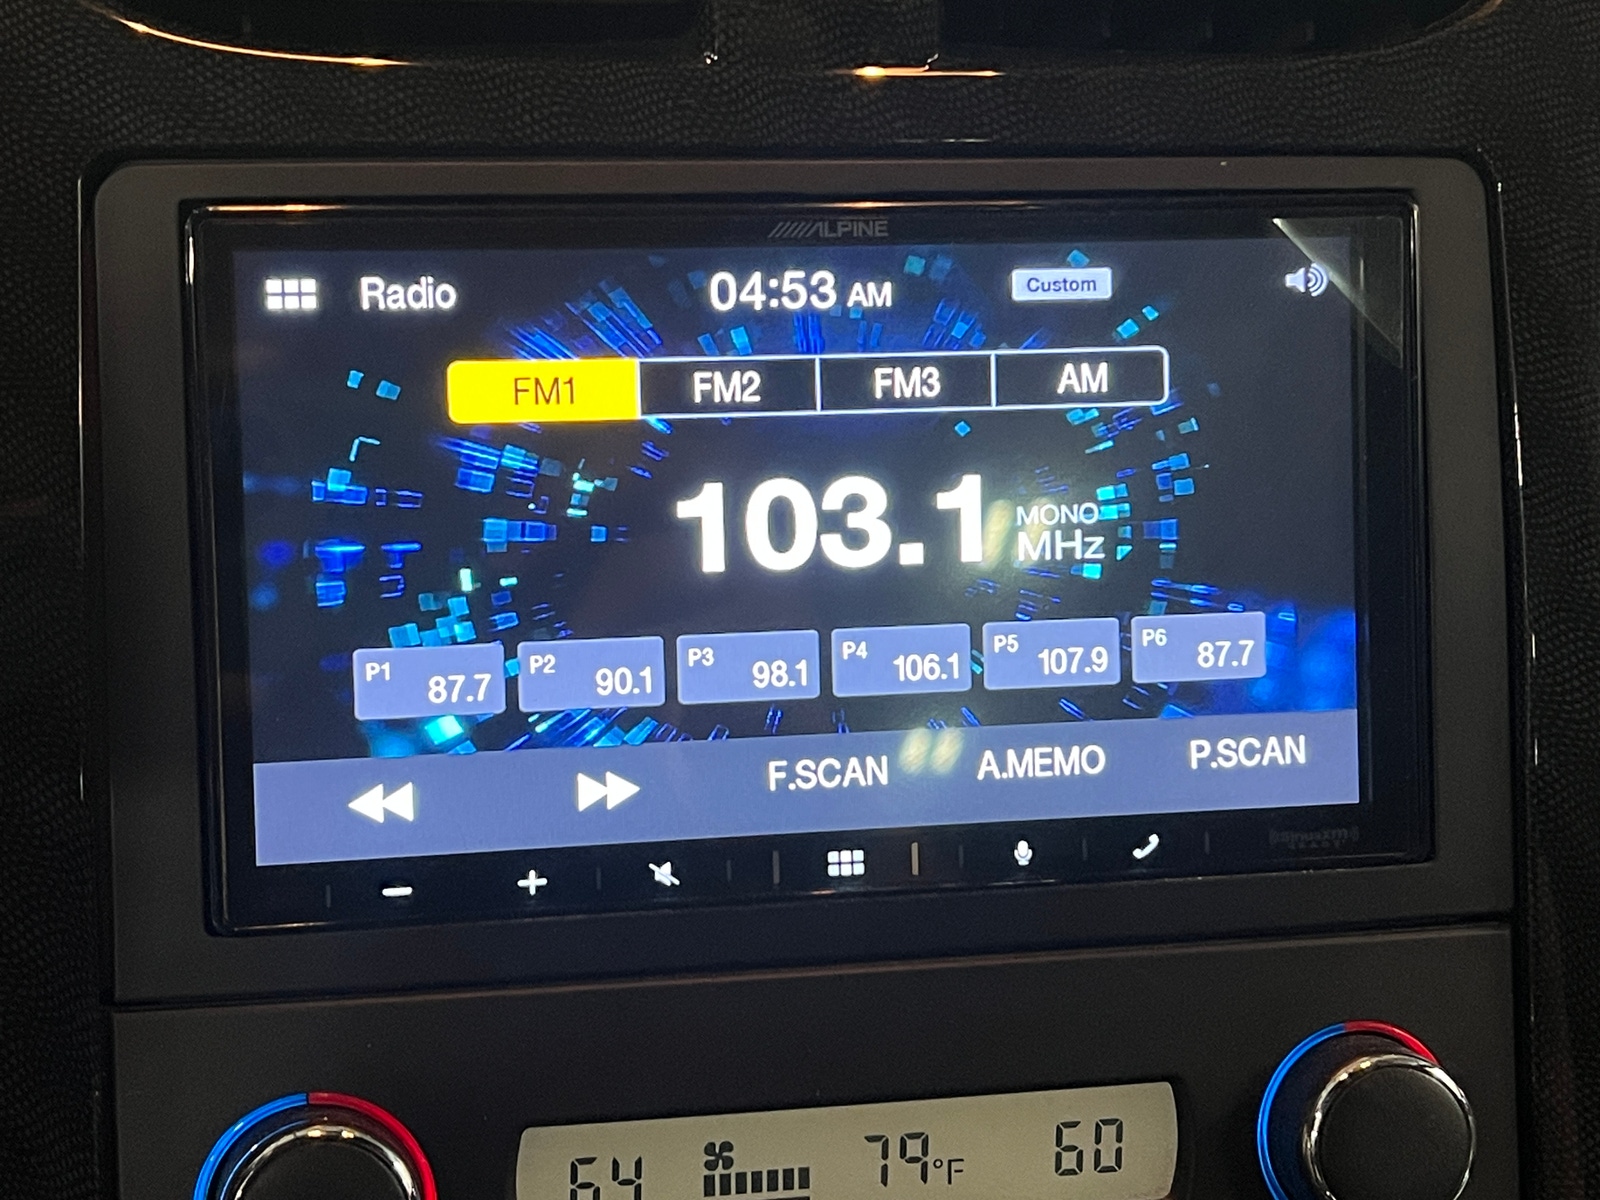 ALPINE
Radio 04:53 AM Custom
FM1 FM2 FM3 AM
103.1 MONO MHz
P1 87.7 P2 90.1 P3 98.1 P4 106.1 P5 107.9 P6 87.7
F.SCAN A.MEMO P.SCAN
siriusxm
READY
64 79°F 60